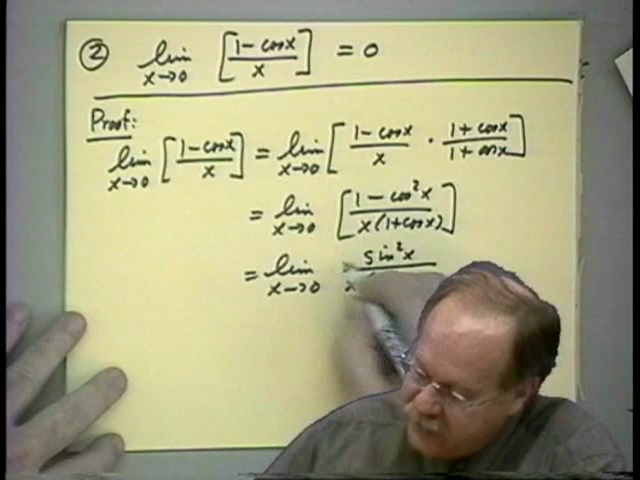 ② lim x→0 [1 - cos x / x] = 0
Proof:
lim x→0 [1 - cos x / x] = lim x→0 [1 - cos x / x · 1 + cos x / 1 + cos x]
= lim x→0 [1 - cos² x / x(1 + cos x)]
= lim x→0 sin² x